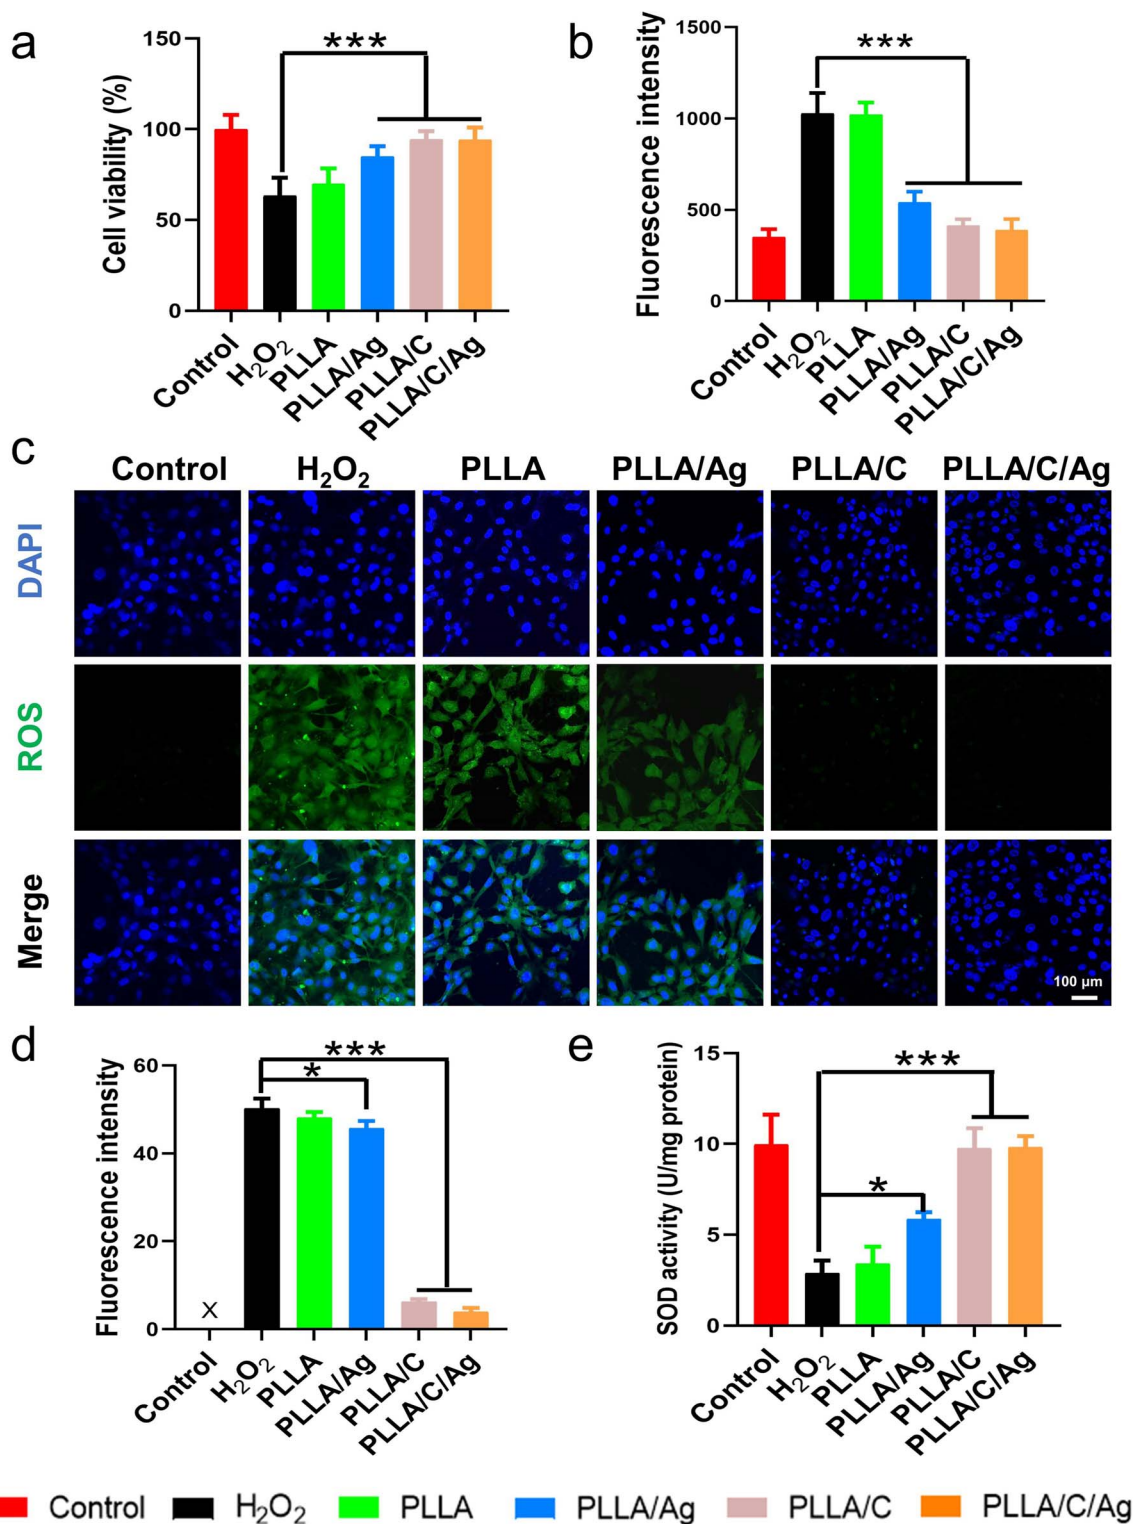 a
Cell viability (%)
150
100
50
0
***
Control
H₂O₂
PLLA
PLLA/Ag
PLLA/C
PLLA/C/Ag
b
Fluorescence intensity
1500
1000
500
0
***
Control
H₂O₂
PLLA
PLLA/Ag
PLLA/C
PLLA/C/Ag
c
Control H₂O₂ PLLA PLLA/Ag PLLA/C PLLA/C/Ag
DAPI
ROS
Merge
100 μm
d
Fluorescence intensity
60
40
20
0
***
*
X
Control
H₂O₂
PLLA
PLLA/Ag
PLLA/C
PLLA/C/Ag
e
SOD activity (U/mg protein)
15
10
5
0
***
*
Control
H₂O₂
PLLA
PLLA/Ag
PLLA/C
PLLA/C/Ag
Control H₂O₂ PLLA PLLA/Ag PLLA/C PLLA/C/Ag